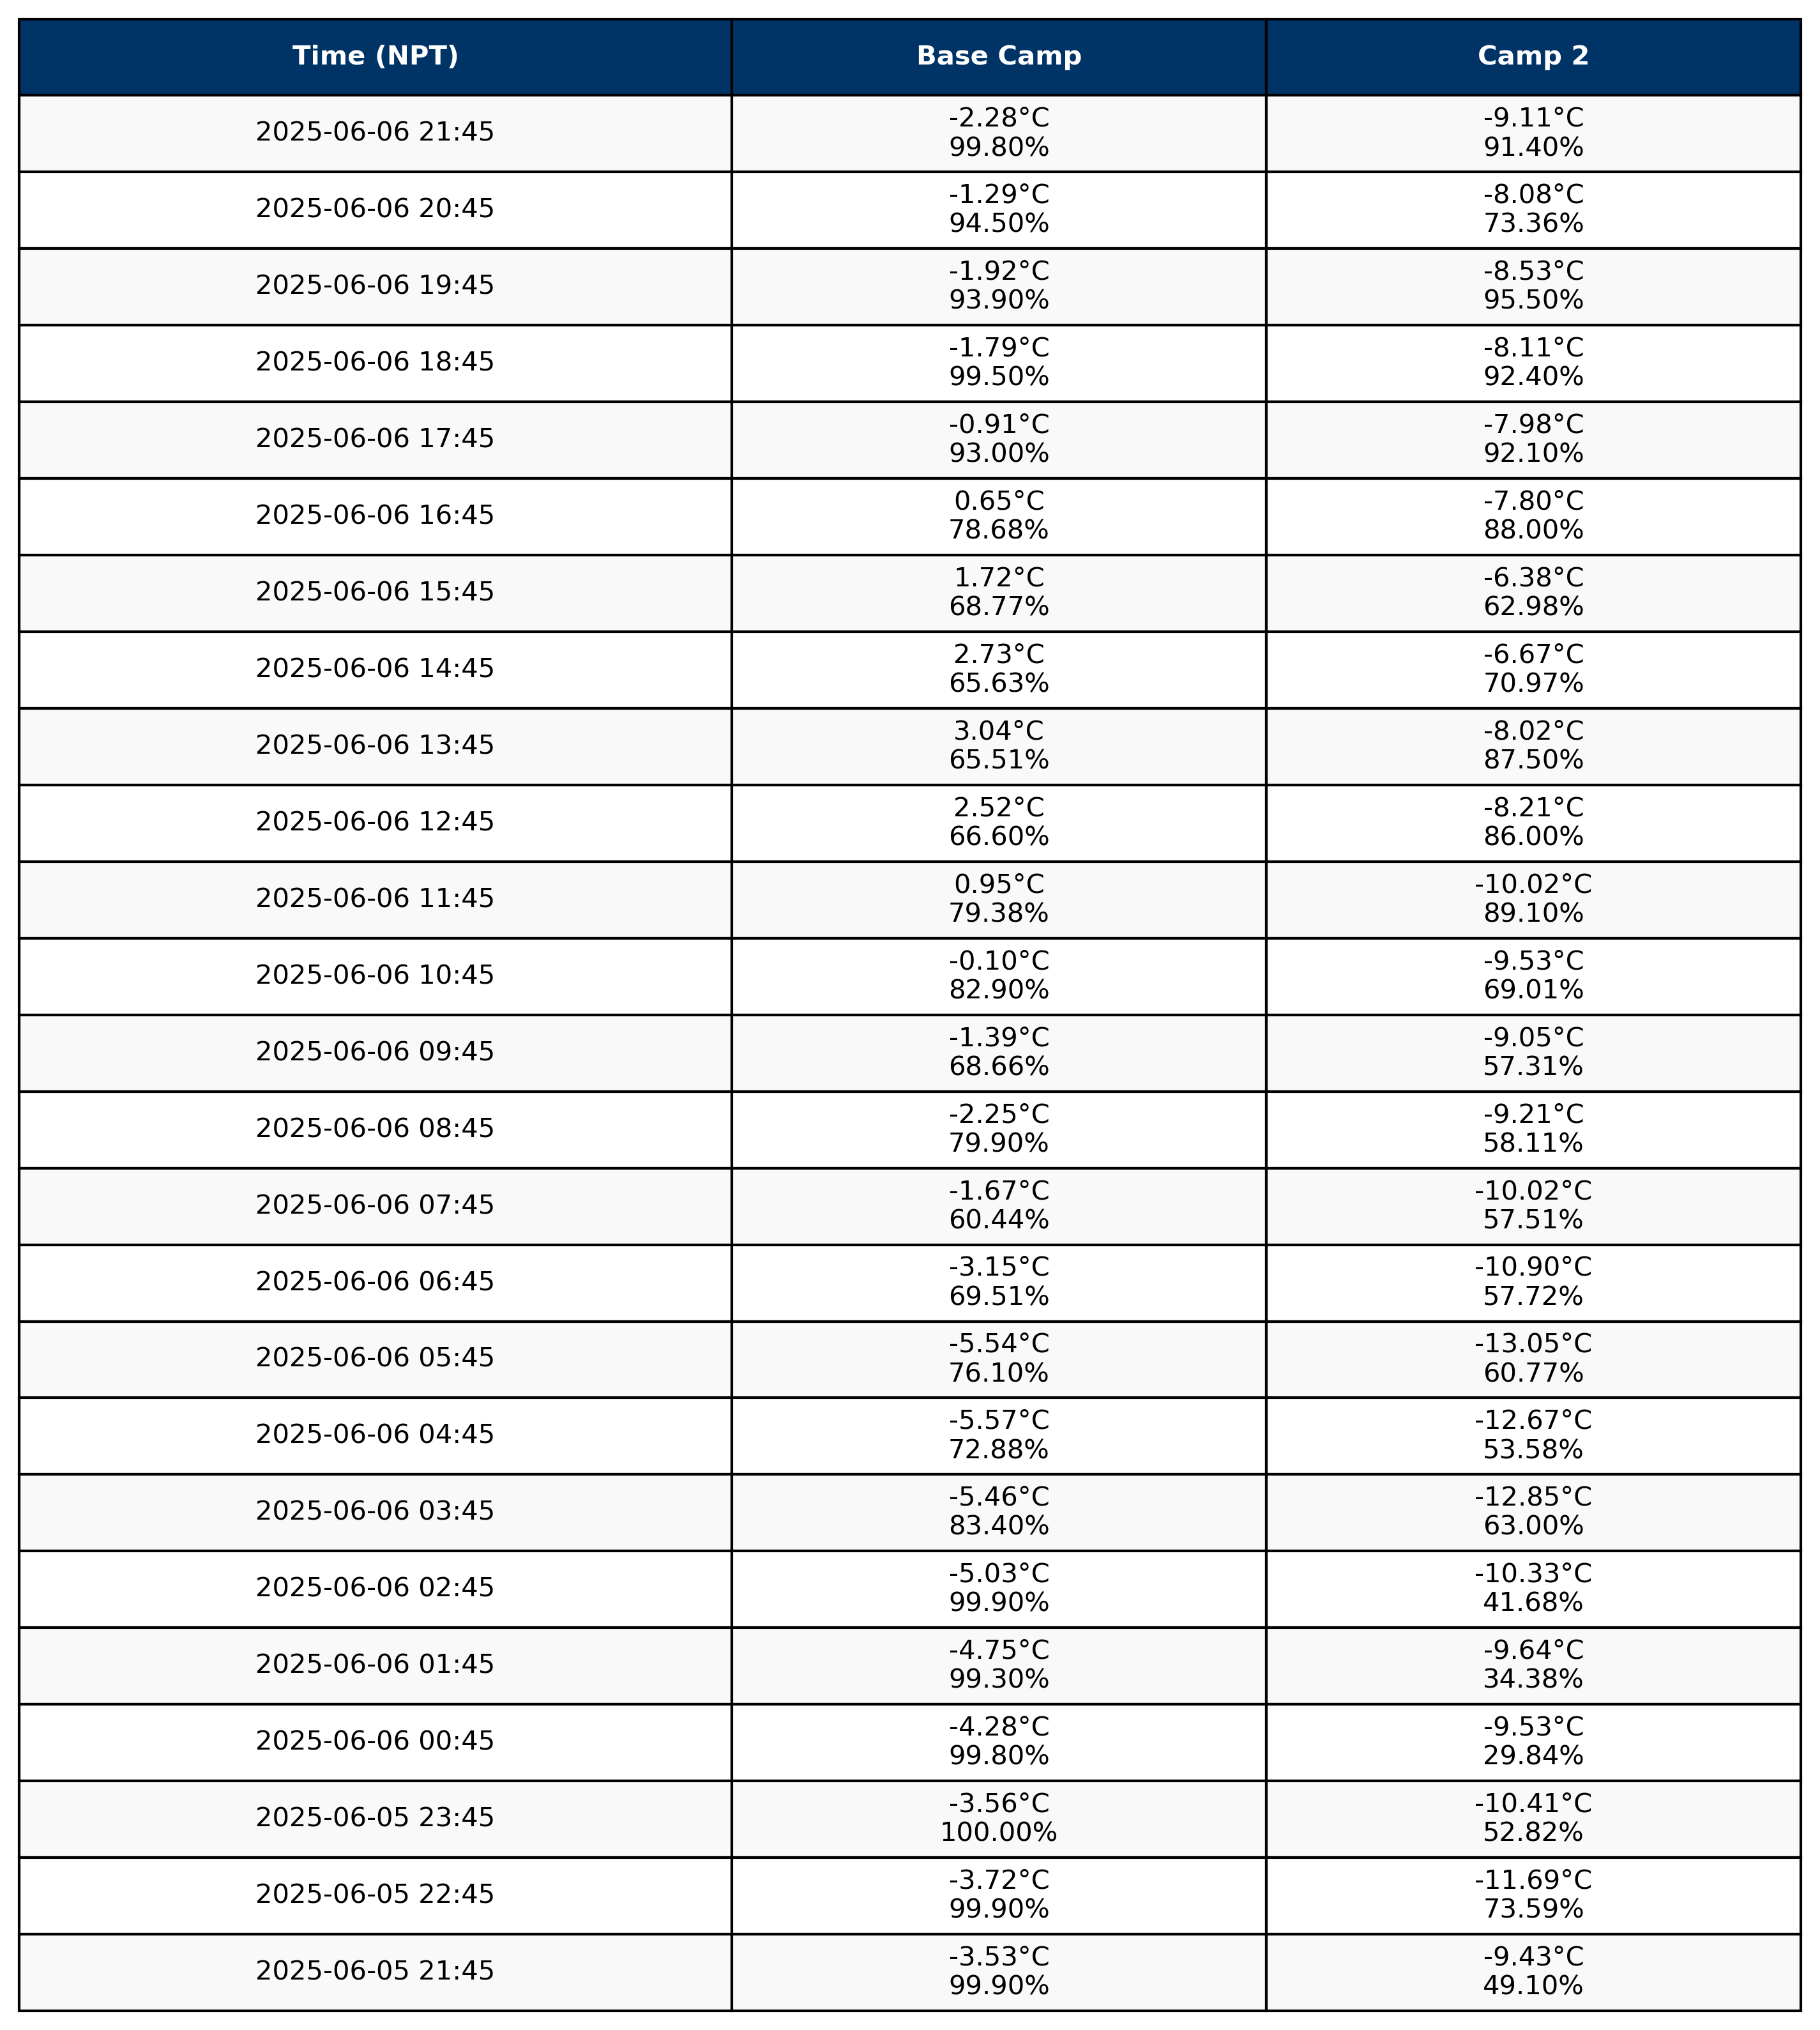 Time (NPT) Base Camp Camp 2
2025-06-06 21:45
-2.28°C
99.80%
-9.11°C
91.40%
2025-06-06 20:45
-1.29°C
94.50%
-8.08°C
73.36%
2025-06-06 19:45
-1.92°C
93.90%
-8.53°C
95.50%
2025-06-06 18:45
-1.79°C
99.50%
-8.11°C
92.40%
2025-06-06 17:45
-0.91°C
93.00%
-7.98°C
92.10%
2025-06-06 16:45
0.65°C
78.68%
-7.80°C
88.00%
2025-06-06 15:45
1.72°C
68.77%
-6.38°C
62.98%
2025-06-06 14:45
2.73°C
65.63%
-6.67°C
70.97%
2025-06-06 13:45
3.04°C
65.51%
-8.02°C
87.50%
2025-06-06 12:45
2.52°C
66.60%
-8.21°C
86.00%
2025-06-06 11:45
0.95°C
79.38%
-10.02°C
89.10%
2025-06-06 10:45
-0.10°C
82.90%
-9.53°C
69.01%
2025-06-06 09:45
-1.39°C
68.66%
-9.05°C
57.31%
2025-06-06 08:45
-2.25°C
79.90%
-9.21°C
58.11%
2025-06-06 07:45
-1.67°C
60.44%
-10.02°C
57.51%
2025-06-06 06:45
-3.15°C
69.51%
-10.90°C
57.72%
2025-06-06 05:45
-5.54°C
76.10%
-13.05°C
60.77%
2025-06-06 04:45
-5.57°C
72.88%
-12.67°C
53.58%
2025-06-06 03:45
-5.46°C
83.40%
-12.85°C
63.00%
2025-06-06 02:45
-5.03°C
99.90%
-10.33°C
41.68%
2025-06-06 01:45
-4.75°C
99.30%
-9.64°C
34.38%
2025-06-06 00:45
-4.28°C
99.80%
-9.53°C
29.84%
2025-06-05 23:45
-3.56°C
100.00%
-10.41°C
52.82%
2025-06-05 22:45
-3.72°C
99.90%
-11.69°C
73.59%
2025-06-05 21:45
-3.53°C
99.90%
-9.43°C
49.10%